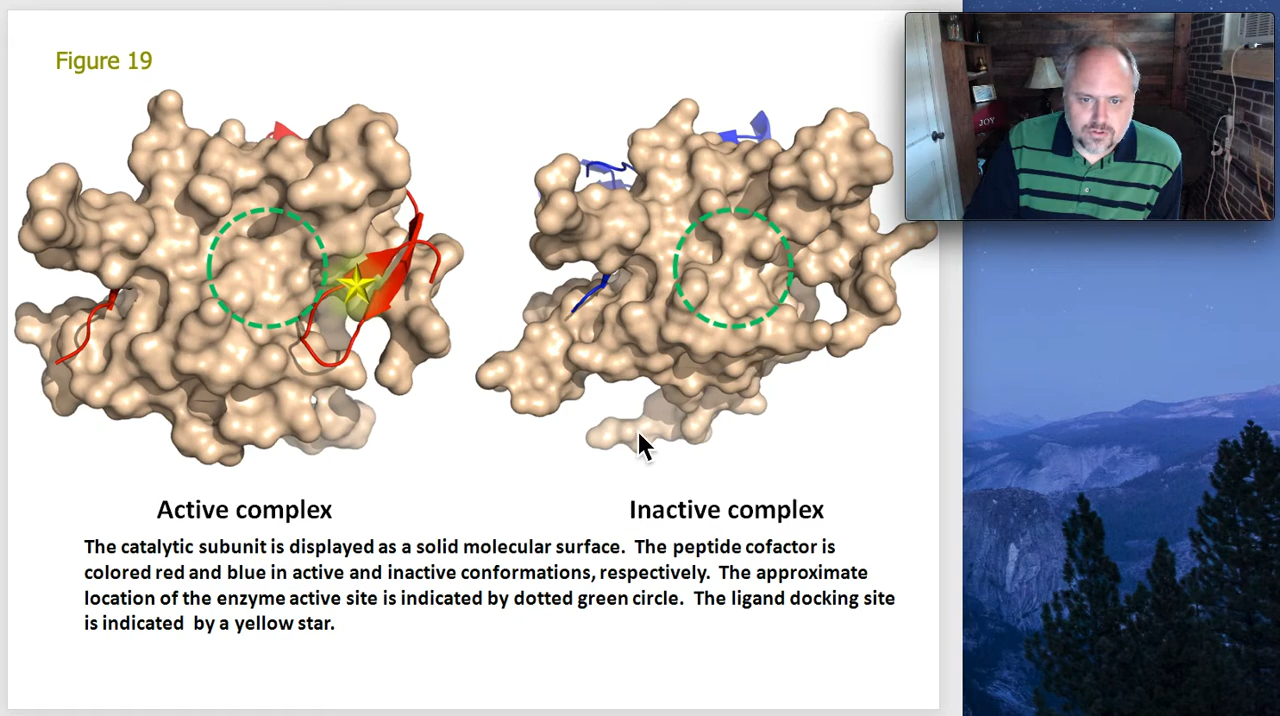 Figure 19
JOY
Active complex
Inactive complex
The catalytic subunit is displayed as a solid molecular surface.  The peptide cofactor is
colored red and blue in active and inactive conformations, respectively.  The approximate
location of the enzyme active site is indicated by dotted green circle.  The ligand docking site
is indicated  by a yellow star.